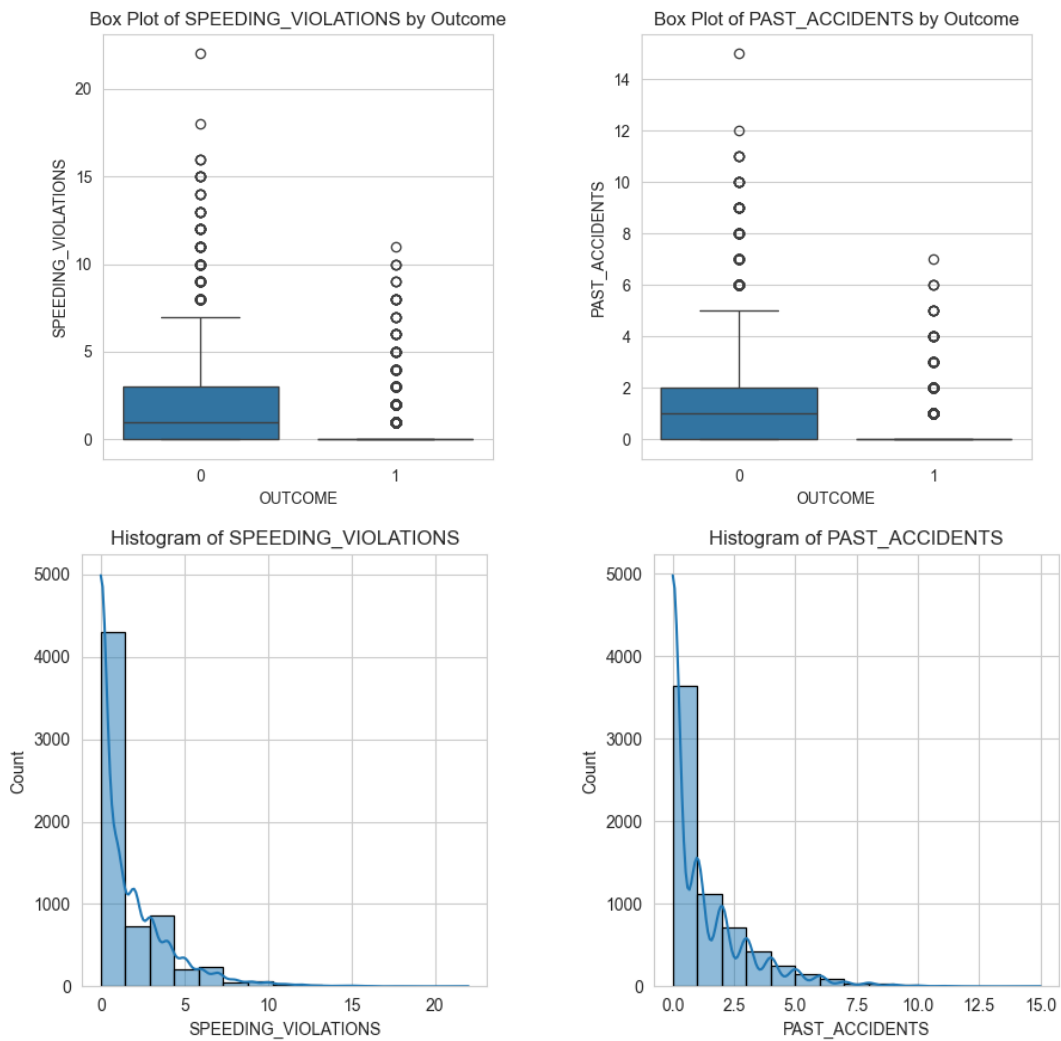 Box Plot of SPEEDING_VIOLATIONS by Outcome
SPEEDING_VIOLATIONS
20
15
10
5
0
0 1
OUTCOME
Box Plot of PAST_ACCIDENTS by Outcome
PAST_ACCIDENTS
14
12
10
8
6
4
2
0
0 1
OUTCOME
Histogram of SPEEDING_VIOLATIONS
Count
5000
4000
3000
2000
1000
0
0 5 10 15 20
SPEEDING_VIOLATIONS
Histogram of PAST_ACCIDENTS
Count
5000
4000
3000
2000
1000
0
0.0 2.5 5.0 7.5 10.0 12.5 15.0
PAST_ACCIDENTS